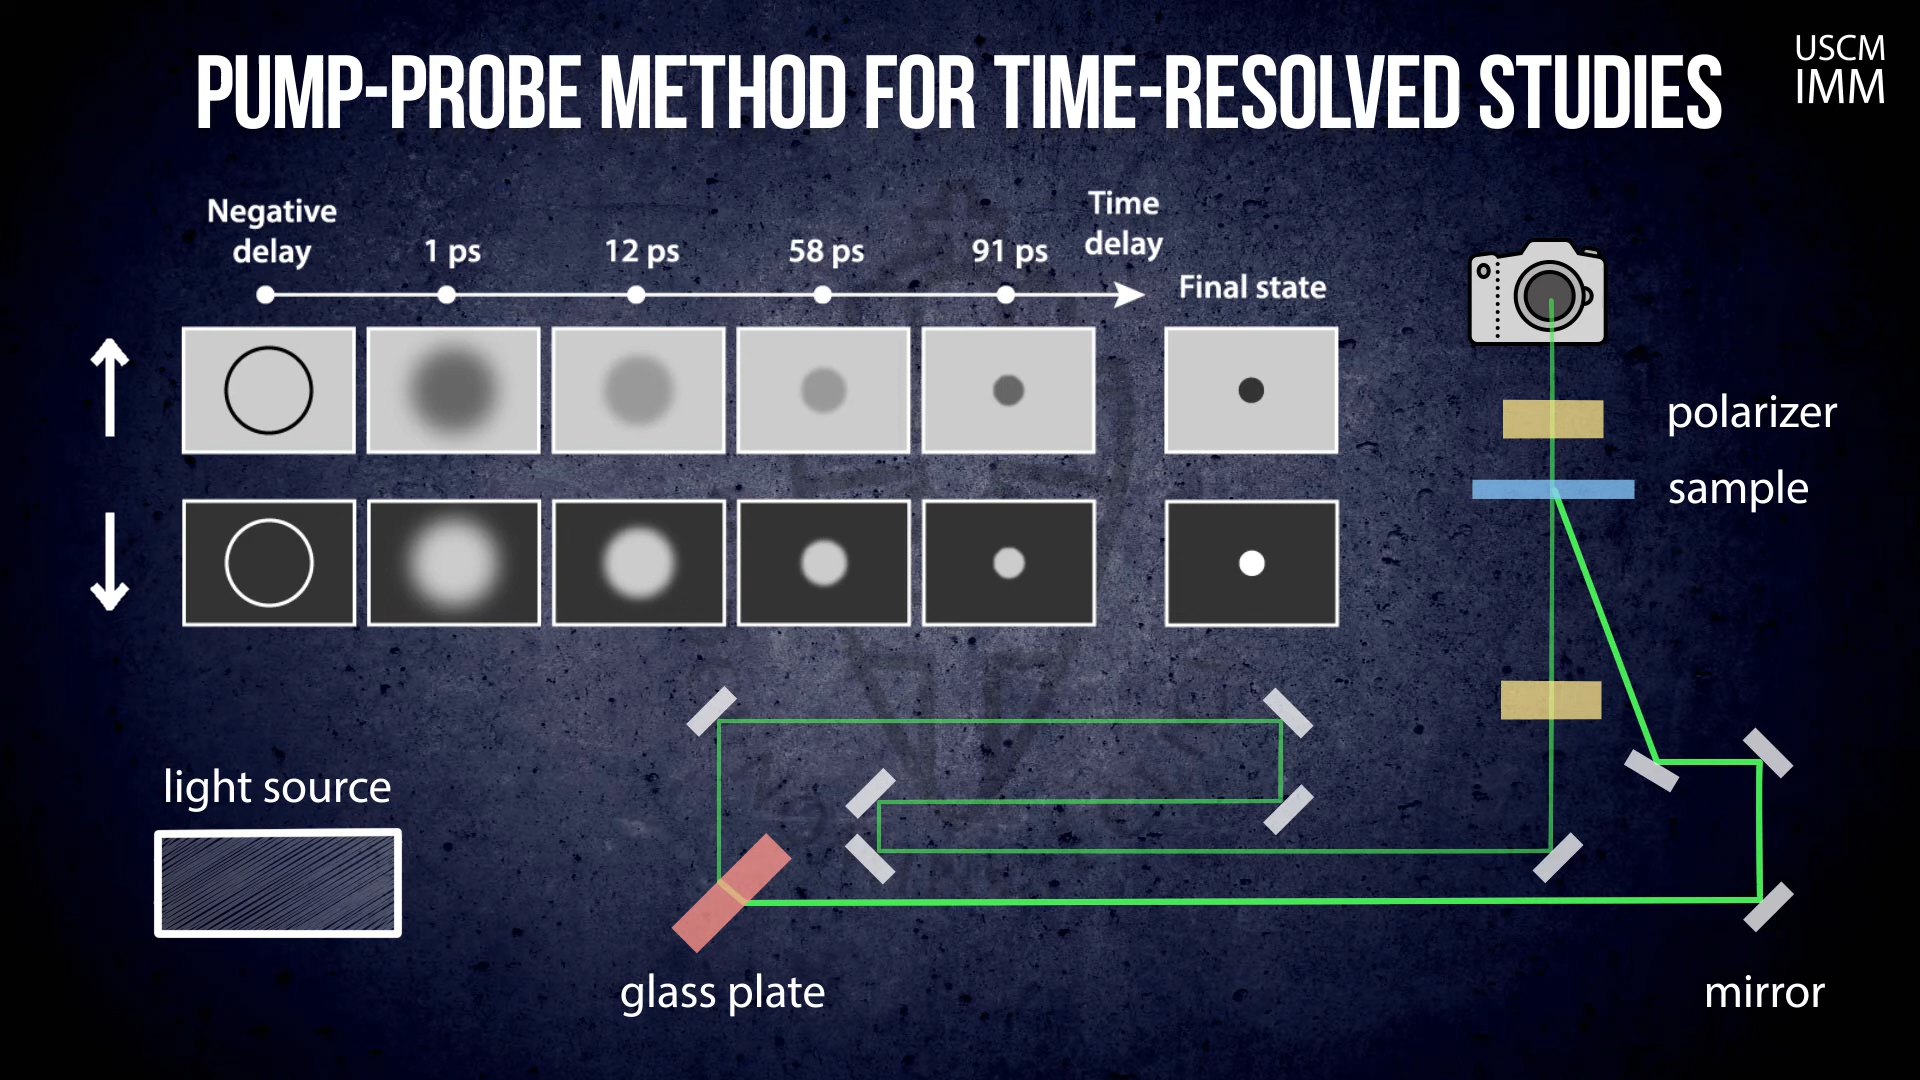 PUMP-PROBE METHOD FOR TIME-RESOLVED STUDIES
USCM
IMM
Negative
delay
1 ps
12 ps
58 ps
91 ps
Time
delay
Final state
polarizer
sample
light source
glass plate
mirror